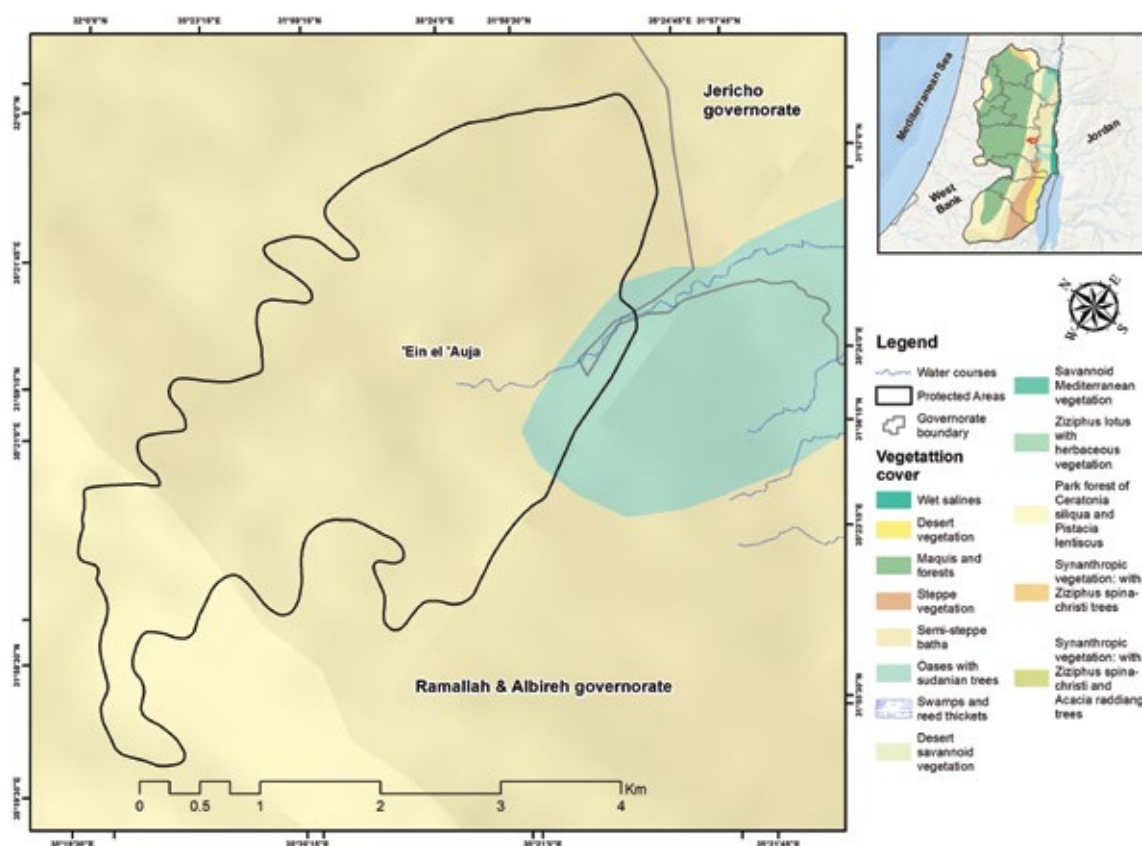 Jericho
governorate
'Ein el 'Auja
Ramallah & Albireh governorate
0
0.5
1
2
3
4
Km
Mediterranean Sea
Jordan
West
Bank
N
E
W
S
Legend
Water courses
Protected Areas
Governorate
boundary
Vegettation
cover
Wet salines
Desert
vegetation
Maquis and
forests
Steppe
vegetation
Semi-steppe
batha
Oases with
sudanian trees
Swamps and
reed thickets
Desert
savannoid
vegetation
Savannoid
Mediterranean
vegetation
Ziziphus lotus
with
herbaceous
vegetation
Park forest of
Ceratonia
siliqua and
Pistacia
lentiscus
Synanthropic
vegetation: with
Ziziphus spina-
christi trees
Synanthropic
vegetation: with
Ziziphus spina-
christi and
Acacia raddiang
trees